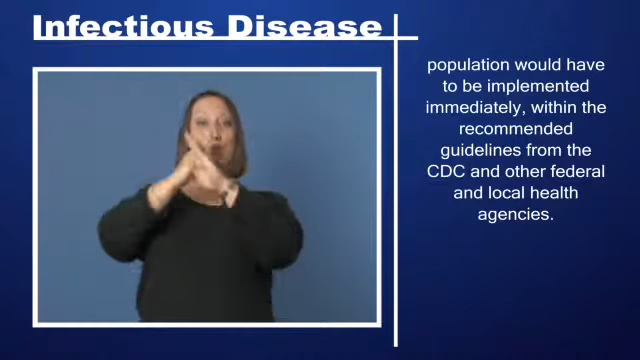 Infectious Disease
population would have
to be implemented
immediately, within the
recommended
guidelines from the
CDC and other federal
and local health
agencies.